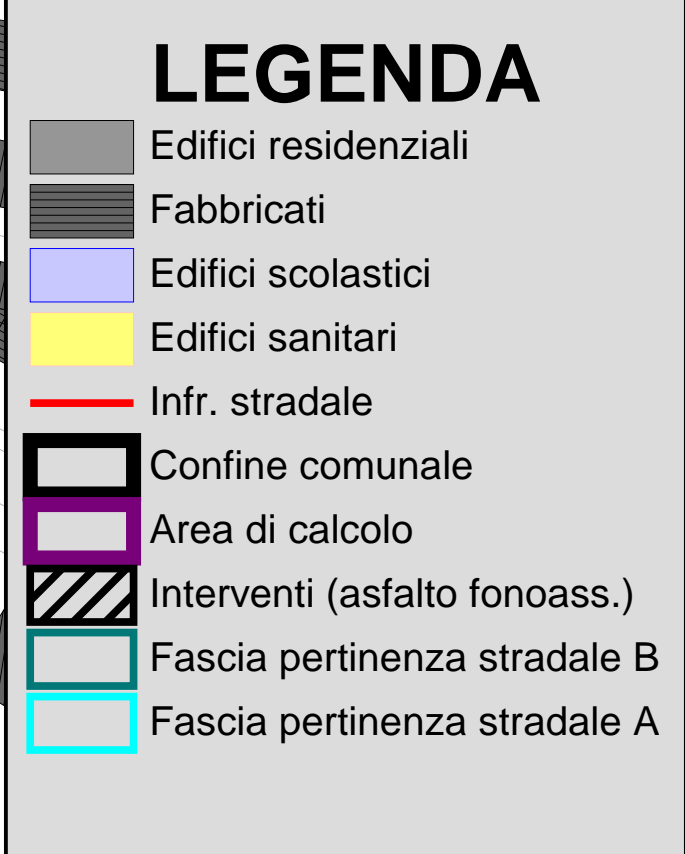 LEGENDA
Edifici residenziali
Fabbricati
Edifici scolastici
Edifici sanitari
Infr. stradale
Confine comunale
Area di calcolo
Interventi (asfalto fonoass.)
Fascia pertinenza stradale B
Fascia pertinenza stradale A